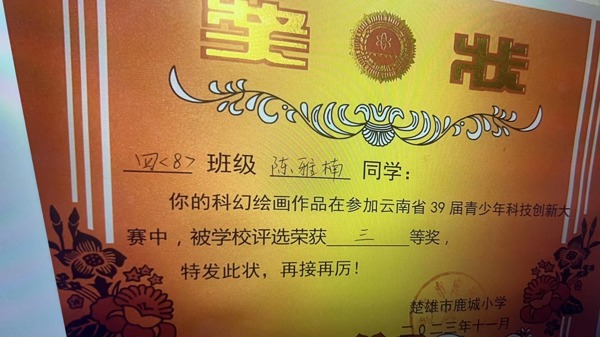 奖状
四<8> 班级 陈雅楠 同学：
你的科幻绘画作品在参加云南省39届青少年科技创新大
赛中，被学校评选荣获 三 等奖，
特发此状，再接再厉！
楚雄市鹿城小学
二〇二三年十一月